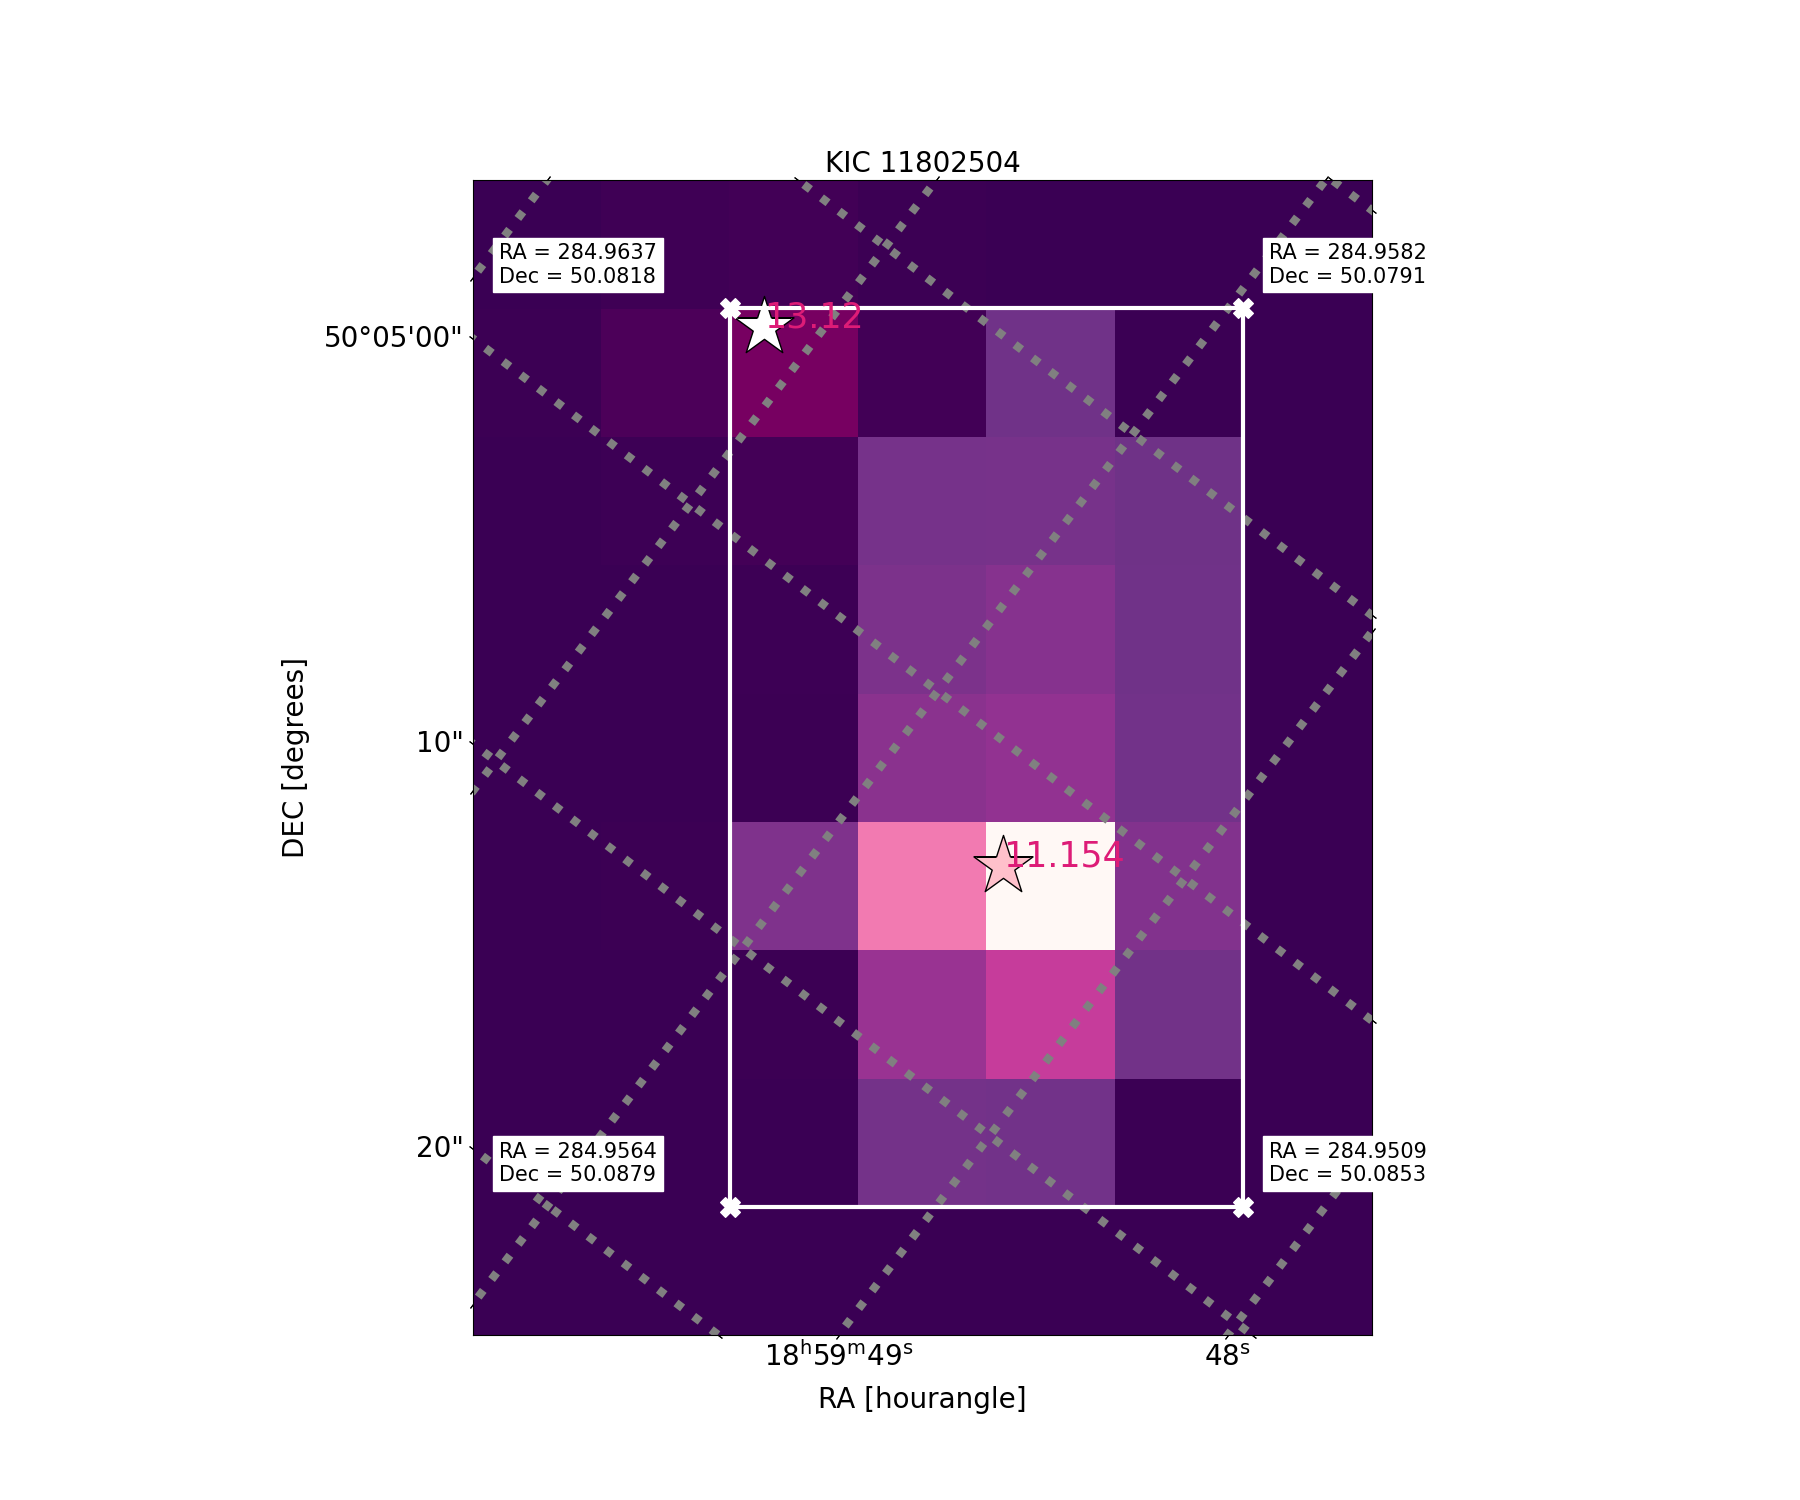 KIC 11802504
RA = 284.9637
Dec = 50.0818
RA = 284.9582
Dec = 50.0791
13.12
50°05'00"
10"
11.154
DEC [degrees]
20"
RA = 284.9564
Dec = 50.0879
RA = 284.9509
Dec = 50.0853
18ʰ59ᵐ49ˢ
48ˢ
RA [hourangle]